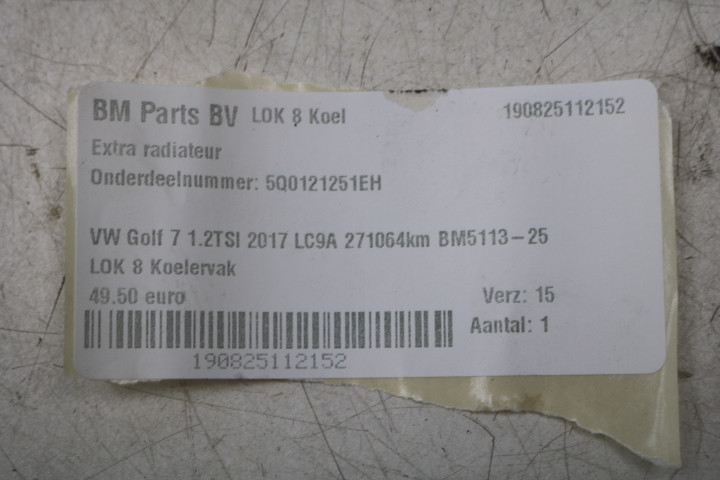 BM Parts BV LOK 8 Koel 190825112152
Extra radiateur
Onderdeelnummer: 5Q0121251EH
VW Golf 7 1.2TSI 2017 LC9A 271064km BM5113-25
LOK 8 Koelervak
49.50 euro Verz: 15
Aantal: 1
190825112152